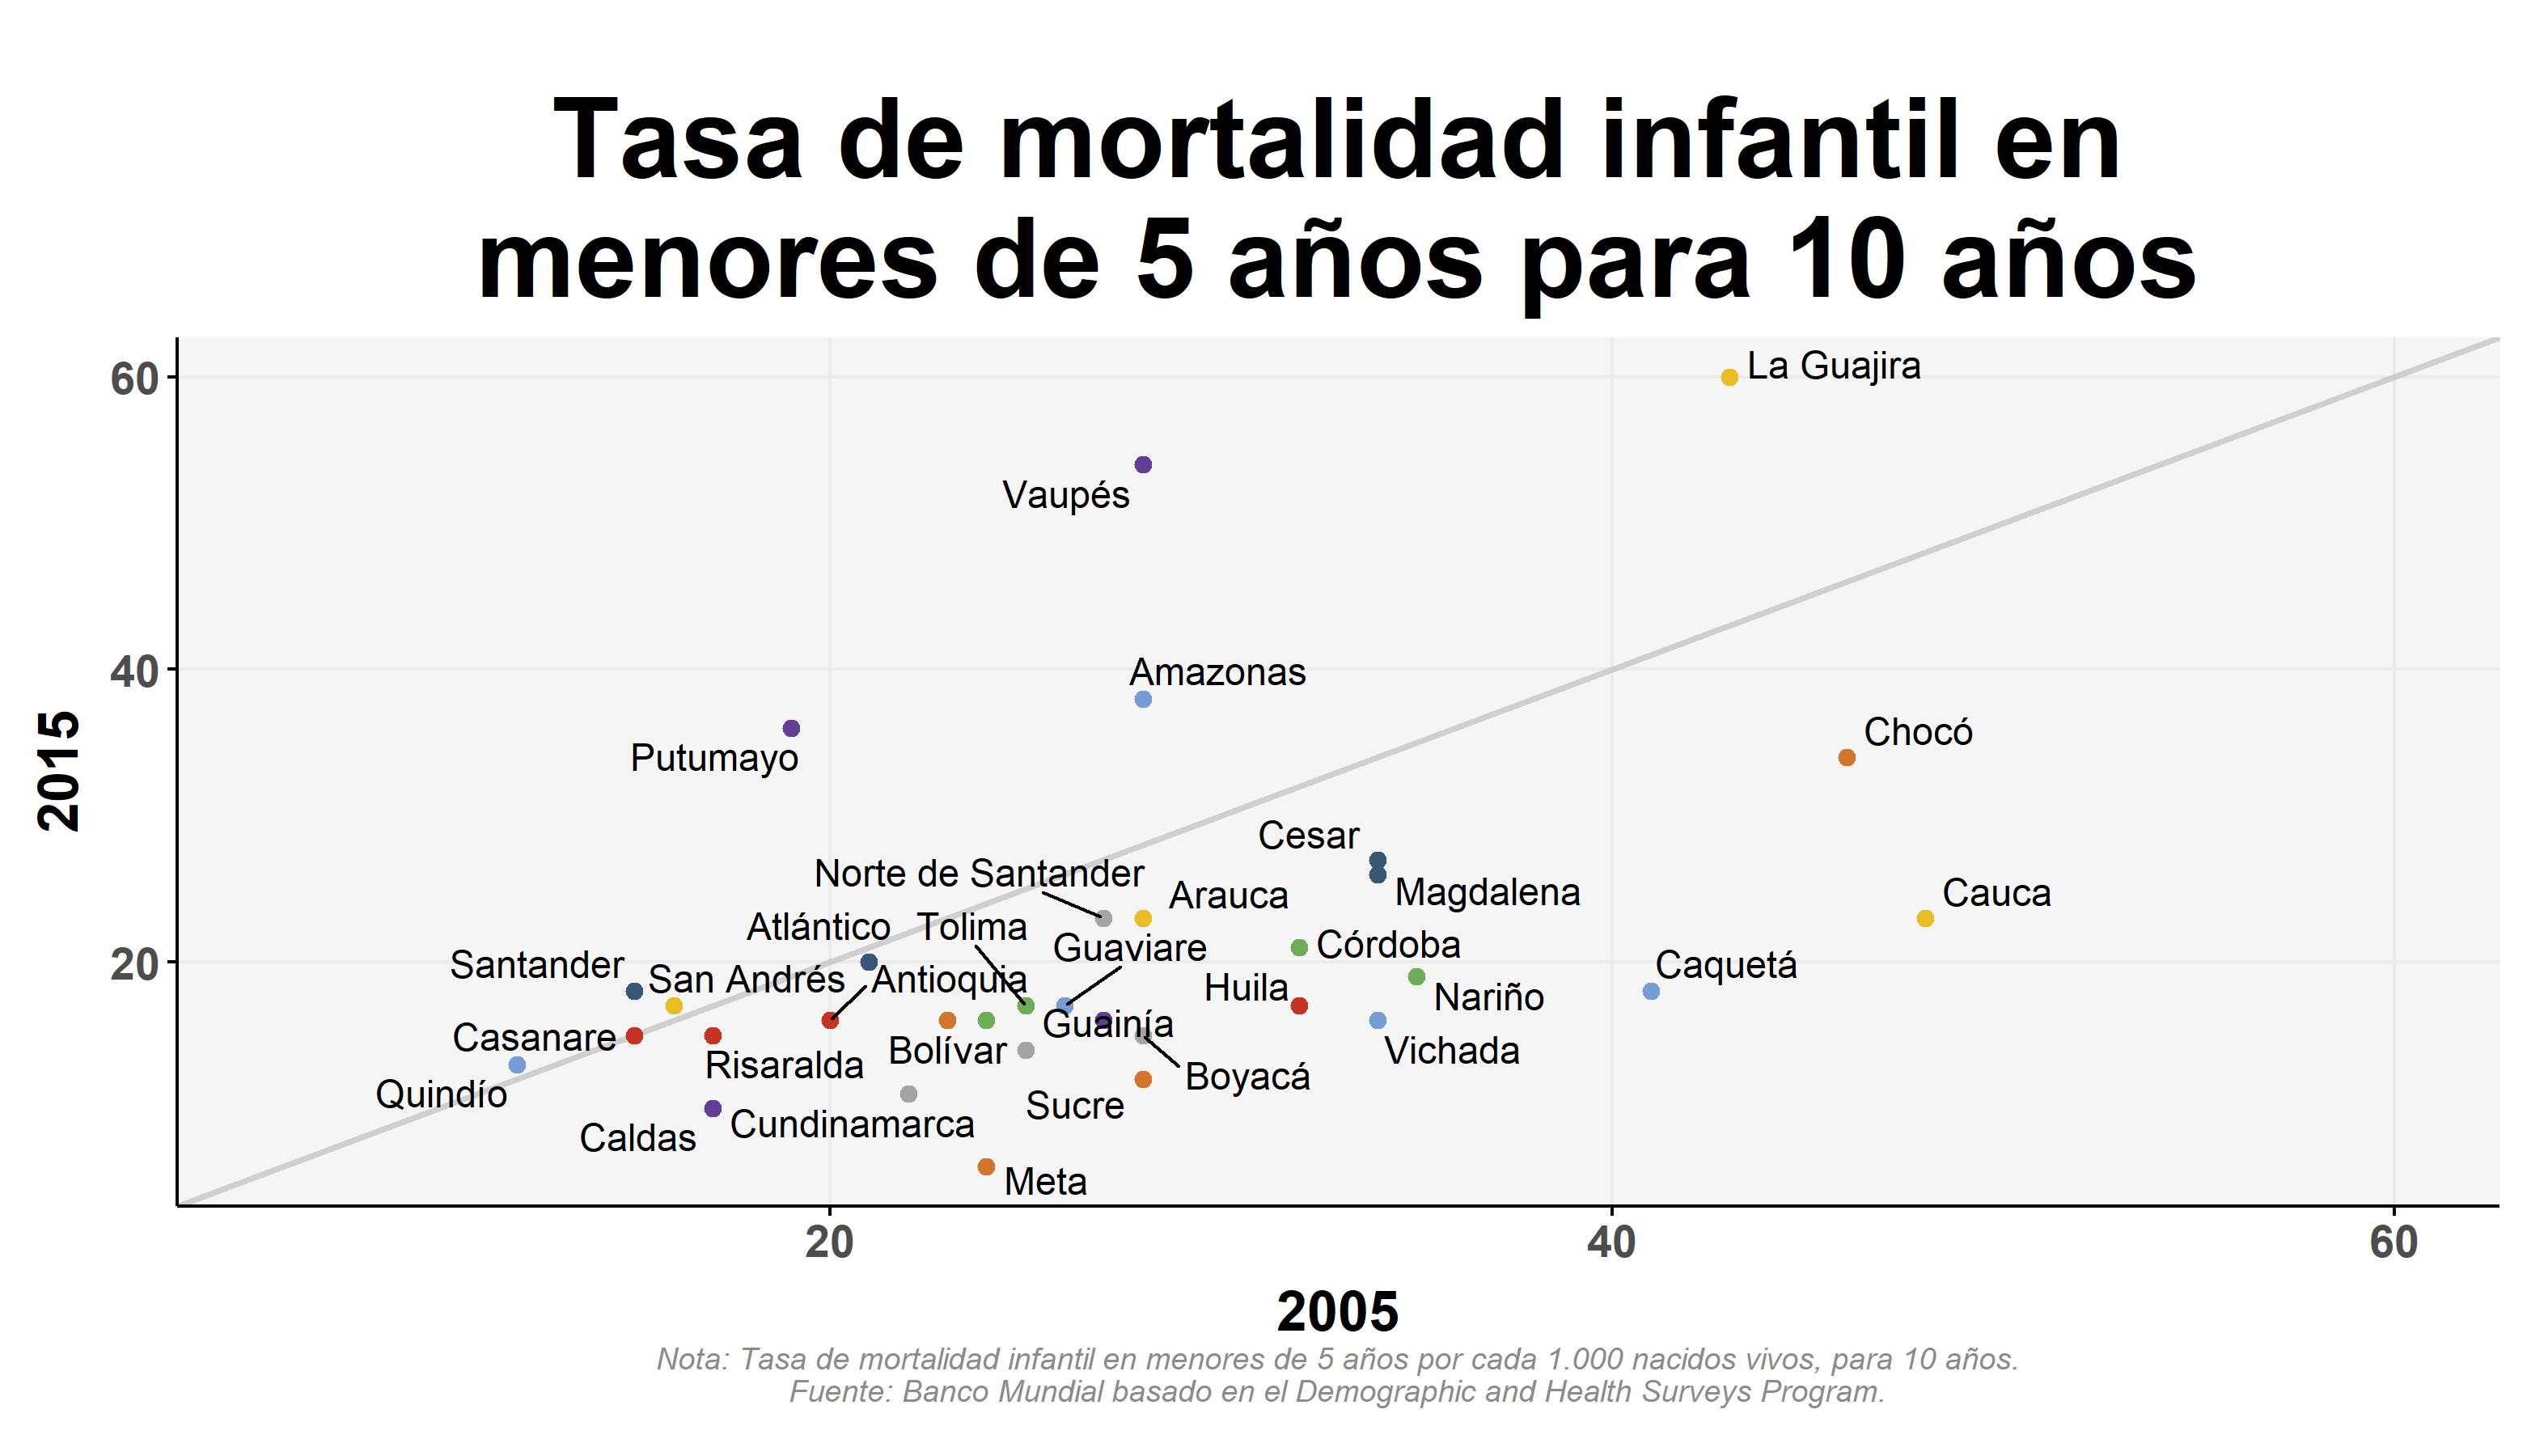 Tasa de mortalidad infantil en
menores de 5 años para 10 años
60
La Guajira
Vaupés
40
Amazonas
Chocó
Putumayo
2015
Cesar
Norte de Santander
Arauca
Magdalena
Cauca
Atlántico
Tolima
Guaviare
Córdoba
20
Santander
San Andrés
Antioquia
Huila
Caquetá
Nariño
Casanare
Guainía
Risaralda
Bolívar
Vichada
Quindío
Boyacá
Sucre
Caldas
Cundinamarca
Meta
20
40
60
2005
Nota: Tasa de mortalidad infantil en menores de 5 años por cada 1.000 nacidos vivos, para 10 años.
Fuente: Banco Mundial basado en el Demographic and Health Surveys Program.